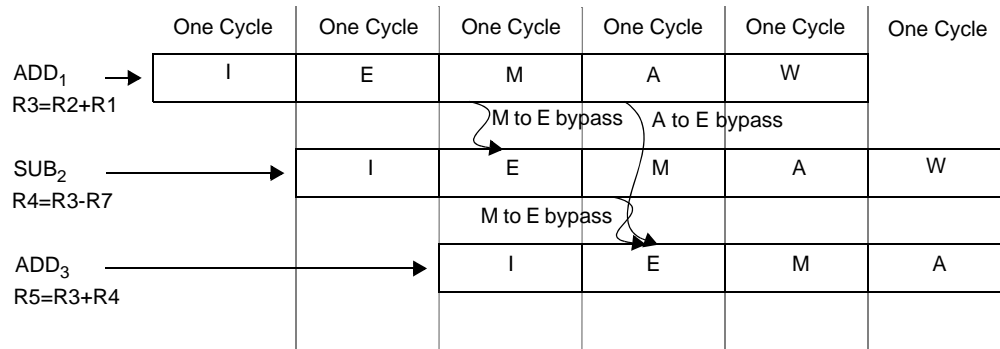 One Cycle One Cycle One Cycle One Cycle One Cycle One Cycle
ADD1
R3=R2+R1
I E M A W
M to E bypass A to E bypass
SUB2
R4=R3-R7
I E M A W
M to E bypass
ADD3
R5=R3+R4
I E M A